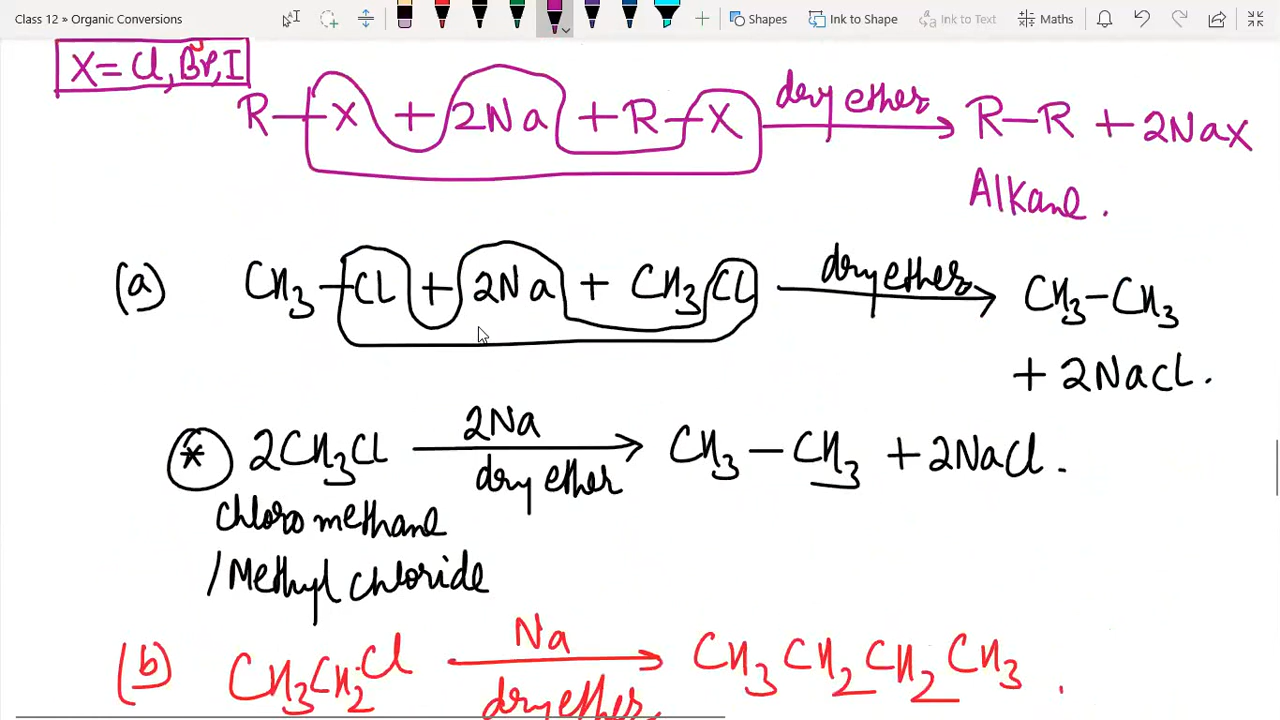 Class 12 » Organic Conversions
Shapes
Ink to Shape
Ink to Text
Maths
X = Cl, Br, I
R–X + 2Na + R–X dry ether R–R + 2NaX
Alkane.
(a) CH3–Cl + 2Na + CH3Cl dry ether CH3–CH3
+ 2NaCl.
* 2CH3Cl 2Na dry ether CH3–CH3 + 2NaCl.
chloromethane
/Methyl chloride
(b) CH3CH2Cl Na dry ether CH3CH2CH2CH3.